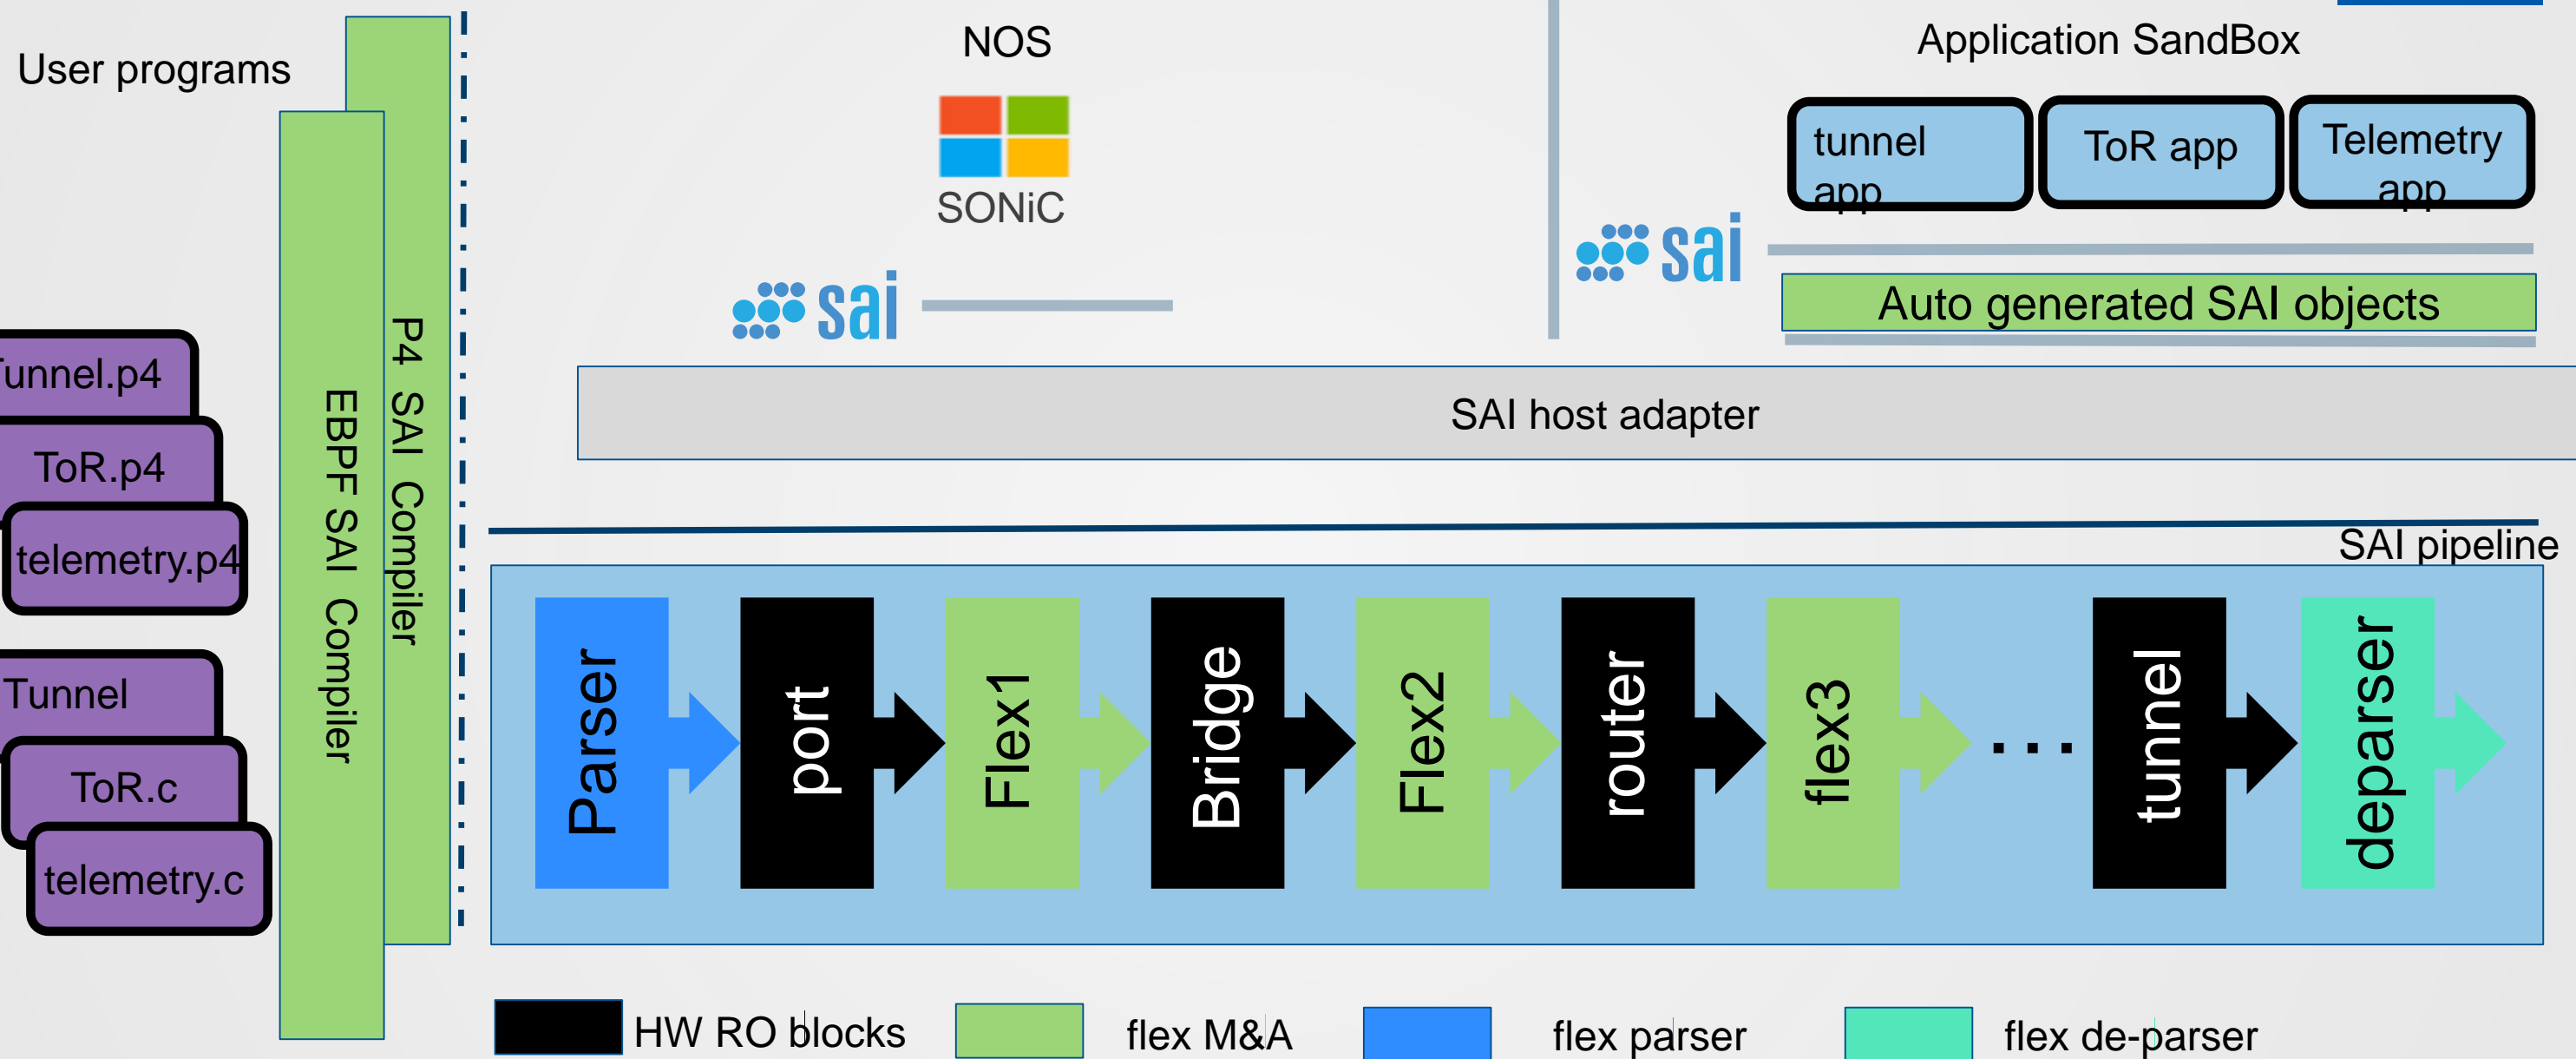 User programs
NOS
Application SandBox
SONiC
tunnel
app
ToR app
Telemetry
app
sai
sai
Auto generated SAI objects
SAI host adapter
P4 SAI Compiler
EBPF SAI Compiler
unnel.p4
ToR.p4
telemetry.p4
Tunnel
ToR.c
telemetry.c
SAI pipeline
Parser
port
Flex1
Bridge
Flex2
router
flex3
...
tunnel
deparser
HW RO blocks
flex M&A
flex parser
flex de-parser